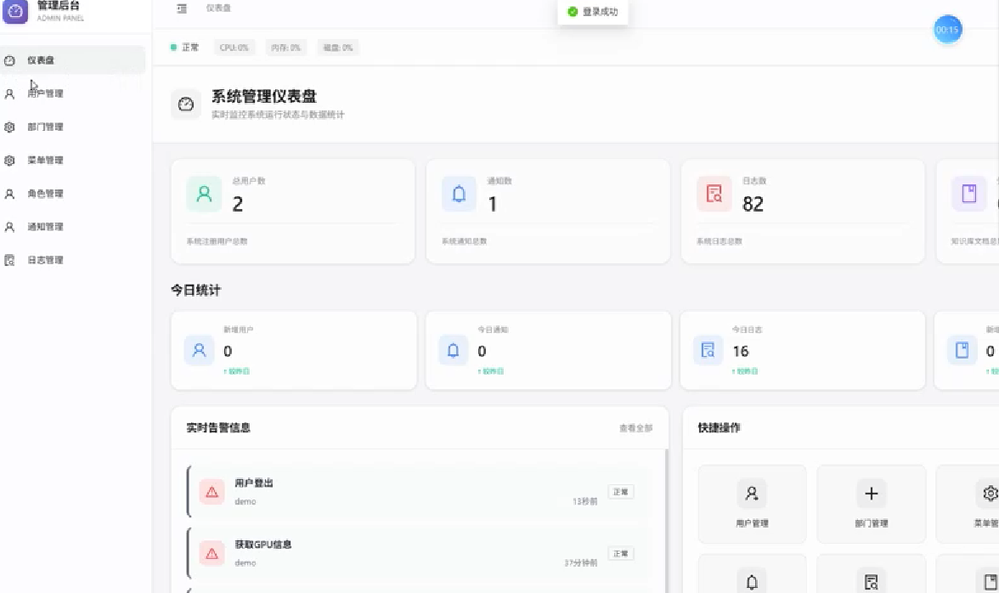 管理后台
ADMIN PANEL
仪表盘
登录成功
00:15
正常
CPU: 0%
内存: 0%
磁盘: 0%
仪表盘
用户管理
部门管理
菜单管理
角色管理
通知管理
日志管理
系统管理仪表盘
实时监控系统运行状态与数据统计
总用户数
2
系统注册用户总数
通知数
1
系统通知总数
日志数
82
系统日志总数
知识库文档总
今日统计
新增用户
0
↑ 较昨日
今日通知
0
↑ 较昨日
今日日志
16
↑ 较昨日
新增
0
↑ 较
实时告警信息
查看全部
用户登出
demo
13秒前
正常
获取GPU信息
demo
37分钟前
正常
快捷操作
用户管理
部门管理
菜单管